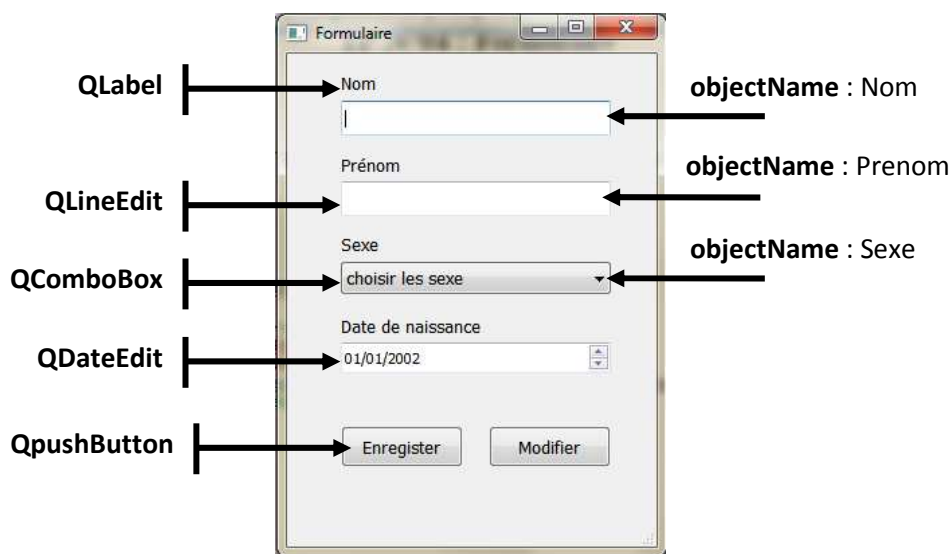 Formulaire
QLabel
Nom
objectName : Nom
Prénom
objectName : Prenom
QLineEdit
Sexe
objectName : Sexe
QComboBox
choisir les sexe
Date de naissance
QDateEdit
01/01/2002
QpushButton
Enregister
Modifier